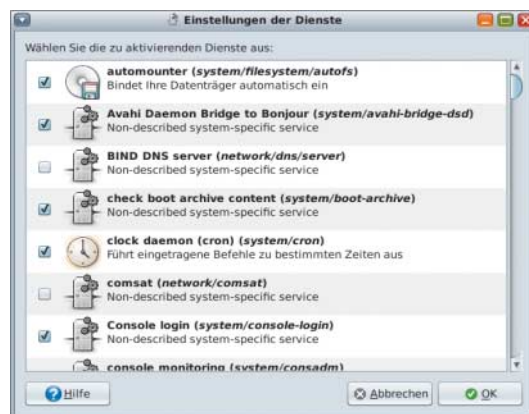 Einstellungen der Dienste
Wählen Sie die zu aktivierenden Dienste aus:
automounter (system/filesystem/autofs)
Bindet Ihre Datenträger automatisch ein
Avahi Daemon Bridge to Bonjour (system/avahi-bridge-dsd)
Non-described system-specific service
BIND DNS server (network/dns/server)
Non-described system-specific service
check boot archive content (system/boot-archive)
Non-described system-specific service
clock daemon (cron) (system/cron)
Führt eingetragene Befehle zu bestimmten Zeiten aus
comsat (network/comsat)
Non-described system-specific service
Console login (system/console-login)
Non-described system-specific service
console monitoring (system/consadm)
Hilfe
Abbrechen
OK